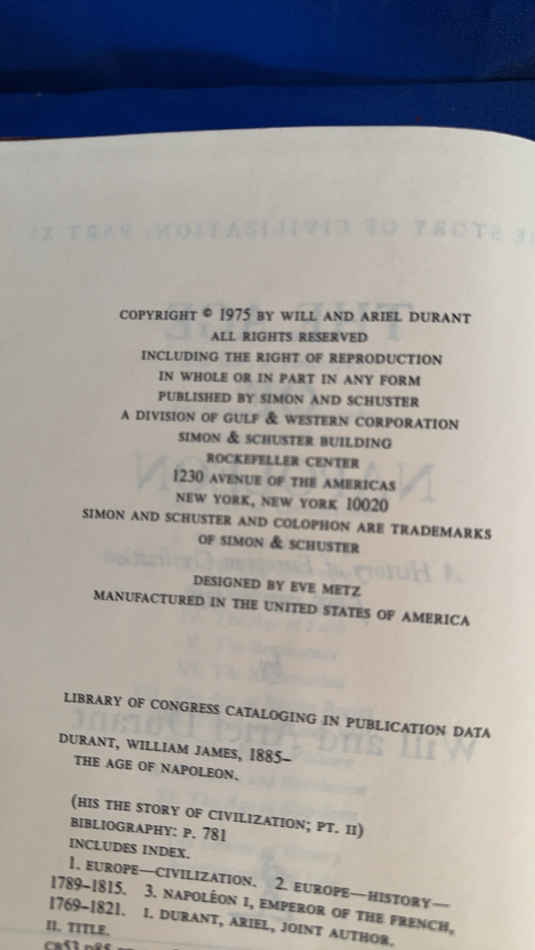 COPYRIGHT © 1975 BY WILL AND ARIEL DURANT
ALL RIGHTS RESERVED
INCLUDING THE RIGHT OF REPRODUCTION
IN WHOLE OR IN PART IN ANY FORM
PUBLISHED BY SIMON AND SCHUSTER
A DIVISION OF GULF & WESTERN CORPORATION
SIMON & SCHUSTER BUILDING
ROCKEFELLER CENTER
1230 AVENUE OF THE AMERICAS
NEW YORK, NEW YORK 10020
SIMON AND SCHUSTER AND COLOPHON ARE TRADEMARKS
OF SIMON & SCHUSTER
DESIGNED BY EVE METZ
MANUFACTURED IN THE UNITED STATES OF AMERICA
LIBRARY OF CONGRESS CATALOGING IN PUBLICATION DATA
DURANT, WILLIAM JAMES, 1885–
THE AGE OF NAPOLEON.
(HIS THE STORY OF CIVILIZATION; PT. II)
BIBLIOGRAPHY: P. 781
INCLUDES INDEX.
1. EUROPE—CIVILIZATION. 2. EUROPE—HISTORY—
1789–1815. 3. NAPOLÉON I, EMPEROR OF THE FRENCH,
1769–1821. I. DURANT, ARIEL, JOINT AUTHOR.
II. TITLE.